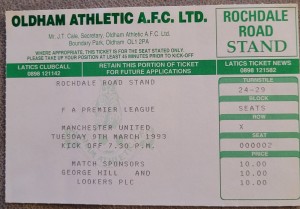 OLDHAM ATHLETIC A.F.C. LTD.
Mr. J.T. Cale, Secretary, Oldham Athletic A.F.C. Ltd.
Boundary Park, Oldham OL1 2PA
ROCHDALE
ROAD
STAND
WHERE APPROPRIATE, THIS IS TICKET FOR THE SEAT STATED ONLY
PLEASE TAKE UP YOUR POSITION AT LEAST MINUTES PRIOR TO KICK-OFF
LATICS CLUBCALL
0898 121142
RETAIN THIS PORTION OF TICKET
FOR FUTURE APPLICATIONS
LATICS TICKET NEWS
0898 121582
ROCHDALE ROAD STAND
F A PREMIER LEAGUE
MANCHESTER UNITED
TUESDAY 9TH MARCH 1993
KICK OFF 7.30 P.M.
MATCH SPONSORS
GEORGE HILL AND
LOOKERS PLC
TURNSTILE
24-29
BLOCK
SEATS
ROW
X
SEAT
000002
PRICE
10.00
10.00
10.00